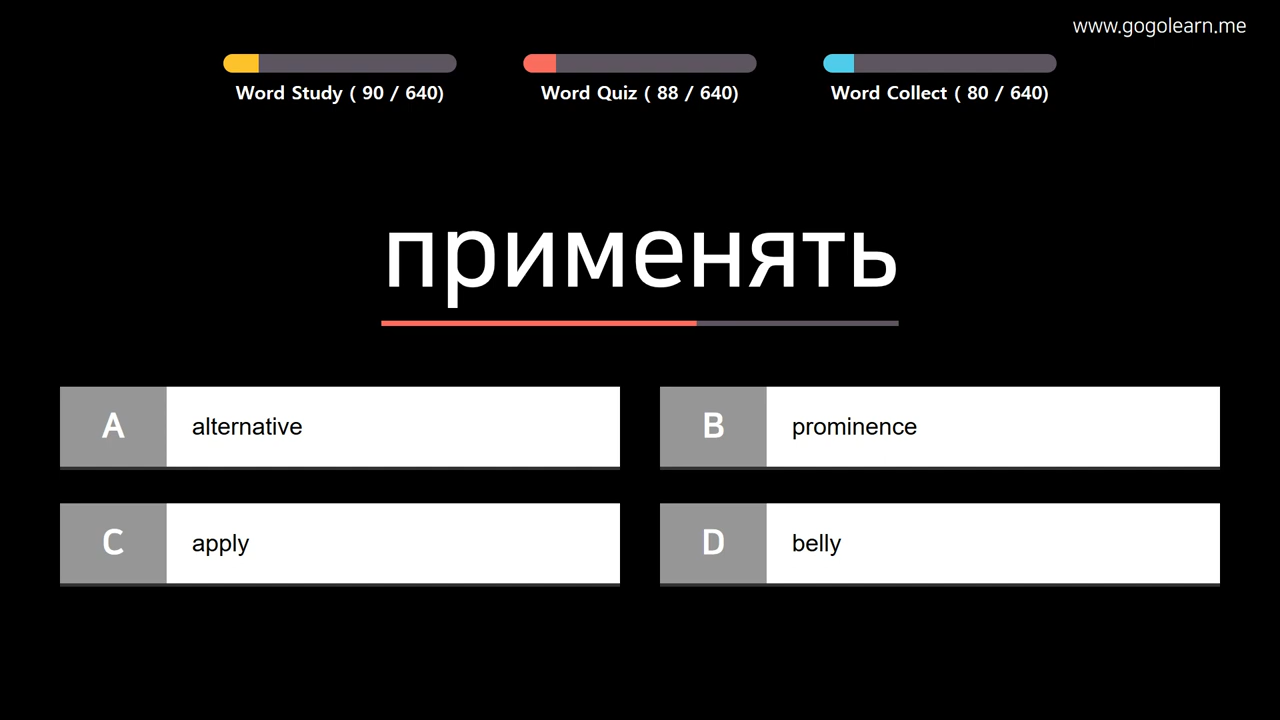 www.gogolearn.me
Word Study ( 90 / 640)
Word Quiz ( 88 / 640)
Word Collect ( 80 / 640)
применять
A alternative
B prominence
C apply
D belly